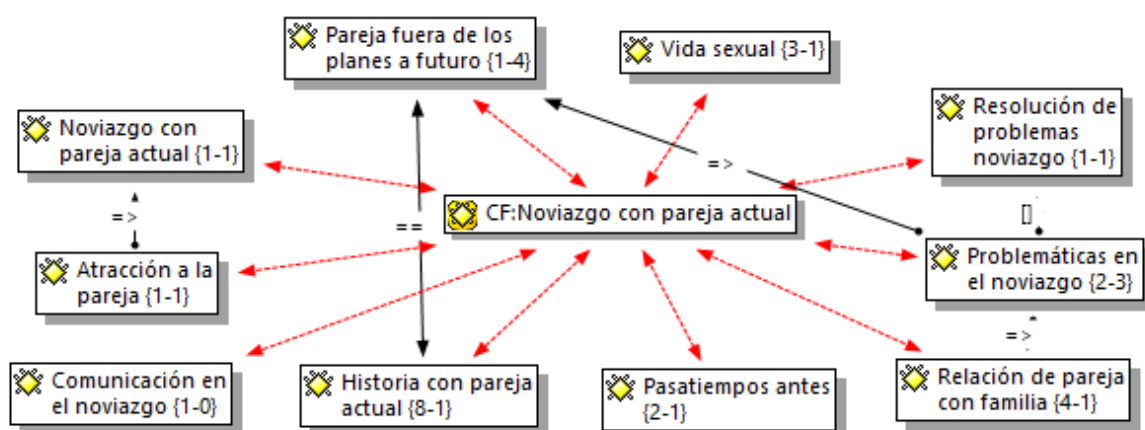 Pareja fuera de los
planes a futuro {1-4}
Vida sexual {3-1}
Noviazgo con
pareja actual {1-1}
Resolución de
problemas
noviazgo {1-1}
=>
=>
CF:Noviazgo con pareja actual
==
[]
Atracción a la
pareja {1-1}
Problemáticas en
el noviazgo {2-3}
=>
Comunicación en
el noviazgo {1-0}
Historia con pareja
actual {8-1}
Pasatiempos antes
{2-1}
Relación de pareja
con familia {4-1}